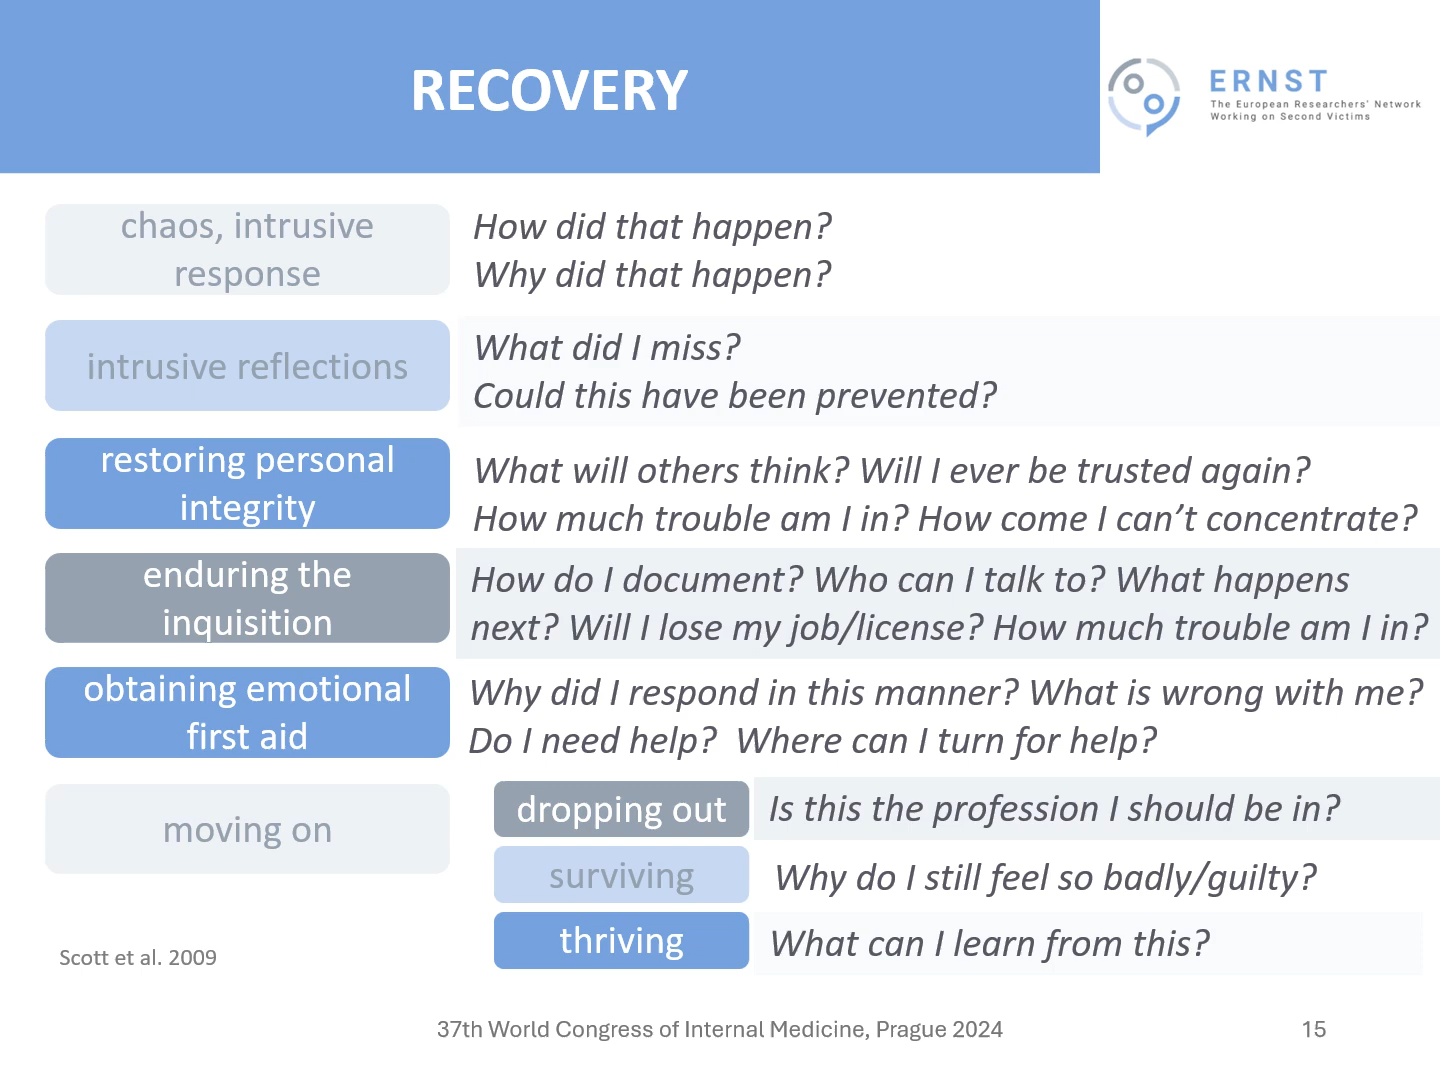 RECOVERY
ERNST
The European Researchers' Network
Working on Second Victims
chaos, intrusive
response
How did that happen?
Why did that happen?
intrusive reflections
What did I miss?
Could this have been prevented?
restoring personal
integrity
What will others think? Will I ever be trusted again?
How much trouble am I in? How come I can't concentrate?
enduring the
inquisition
How do I document? Who can I talk to? What happens
next? Will I lose my job/license? How much trouble am I in?
obtaining emotional
first aid
Why did I respond in this manner? What is wrong with me?
Do I need help?  Where can I turn for help?
moving on
dropping out
Is this the profession I should be in?
surviving
Why do I still feel so badly/guilty?
thriving
What can I learn from this?
Scott et al. 2009
37th World Congress of Internal Medicine, Prague 2024
15